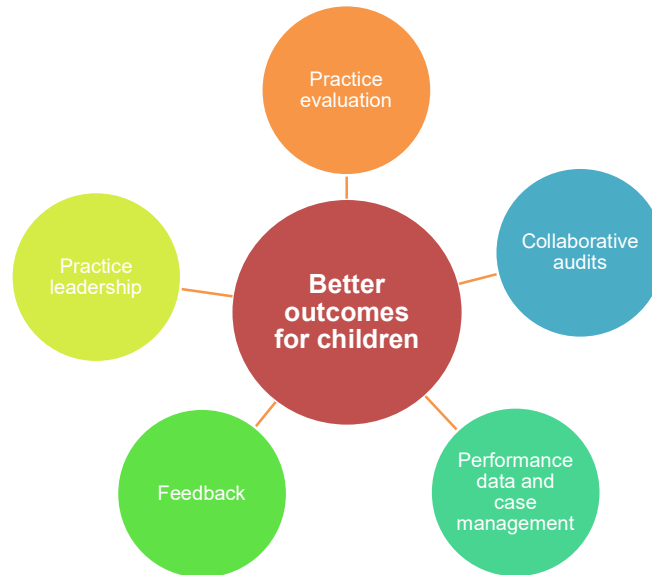 Practice
evaluation
Collaborative
audits
Practice
leadership
Better
outcomes
for children
Performance
data and
case
management
Feedback